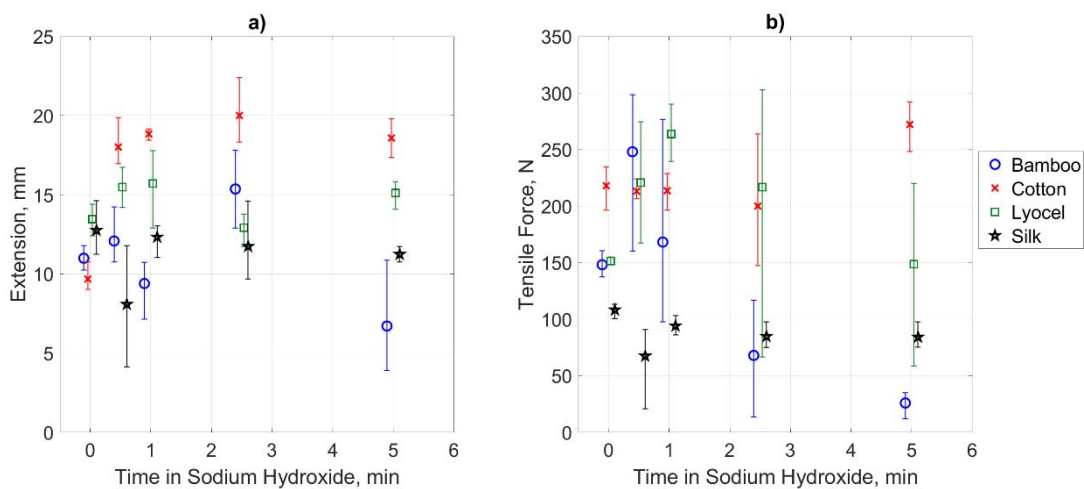 a)
25
20
15
10
5
0
Extension, mm
0 1 2 3 4 5 6
Time in Sodium Hydroxide, min
b)
350
300
250
200
150
100
50
0
Tensile Force, N
0 1 2 3 4 5 6
Time in Sodium Hydroxide, min
Bamboo
Cotton
Lyocel
Silk